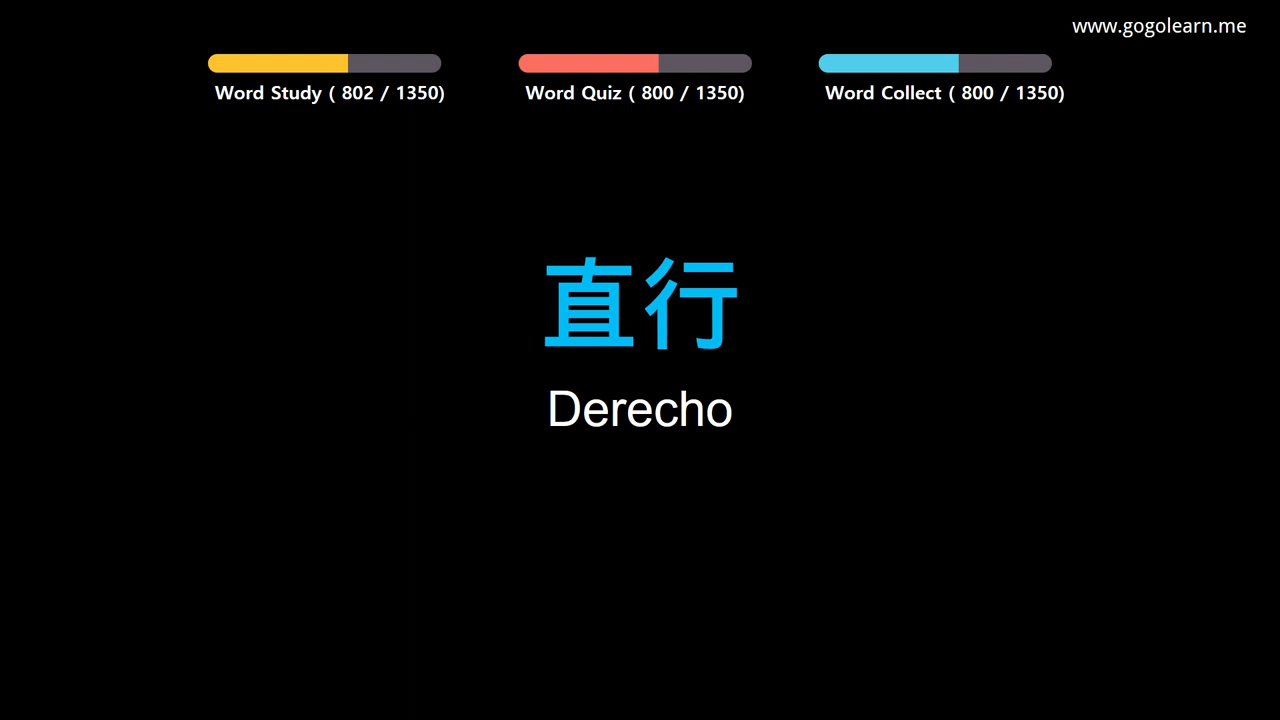 www.gogolearn.me
Word Study ( 802 / 1350)
Word Quiz ( 800 / 1350)
Word Collect ( 800 / 1350)
直行
Derecho